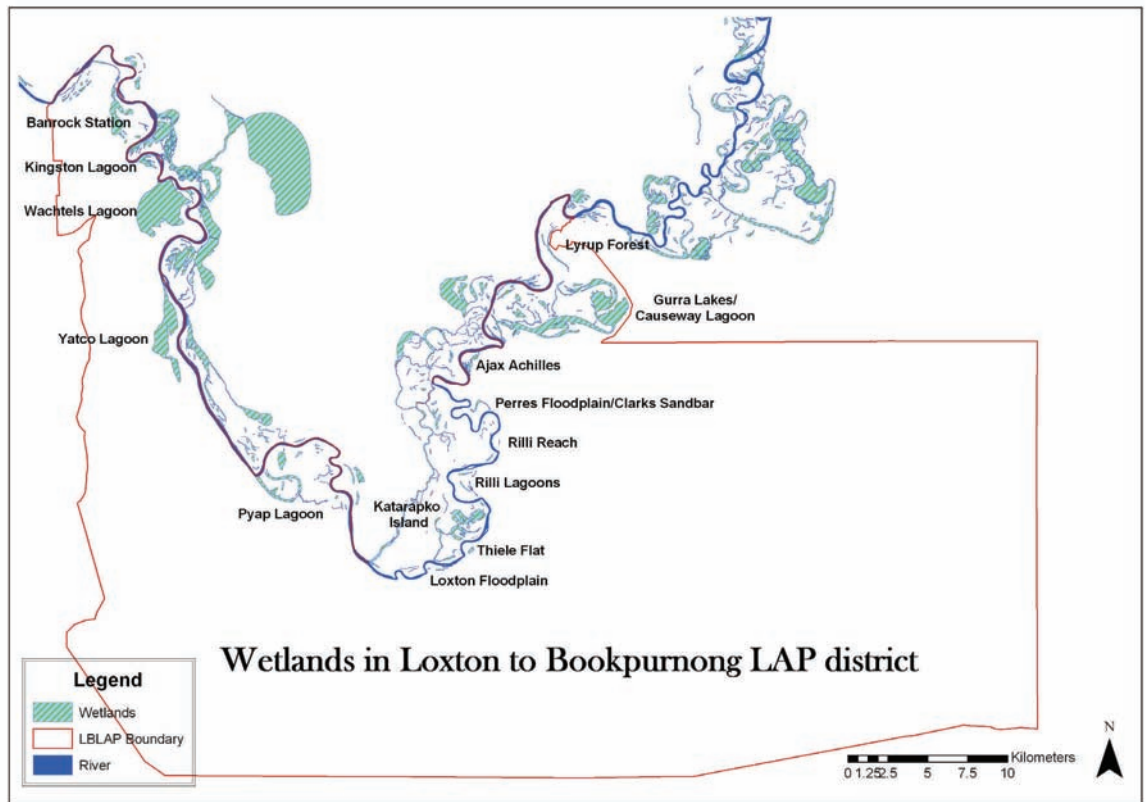 Banrock Station
Kingston Lagoon
Wachtels Lagoon
Lyrup Forest
Gurra Lakes/
Causeway Lagoon
Yatco Lagoon
Ajax Achilles
Perres Floodplain/Clarks Sandbar
Rilli Reach
Rilli Lagoons
Katarapko
Island
Pyap Lagoon
Thiele Flat
Loxton Floodplain
Wetlands in Loxton to Bookpurnong LAP district
Legend
Wetlands
LBLAP Boundary
River
N
Kilometers
0 1.252.5 5 7.5 10